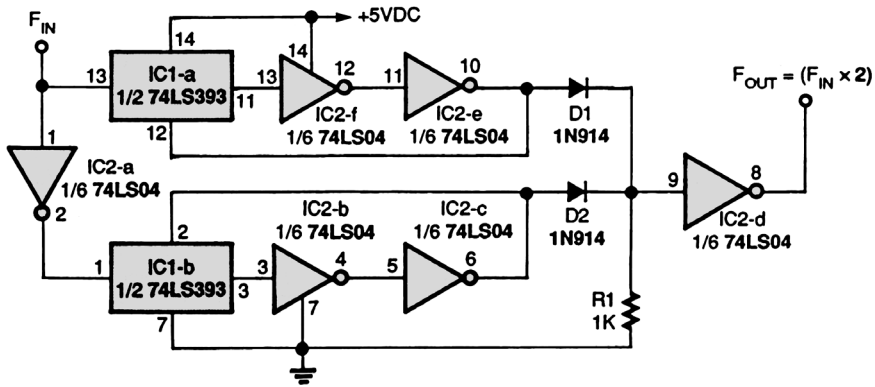 F_IN
+5VDC
14
14
13
IC1-a
1/2 74LS393
11
12
13
12
IC2-f
1/6 74LS04
11
10
IC2-e
1/6 74LS04
D1
1N914
F_OUT = (F_IN × 2)
1
IC2-a
1/6 74LS04
2
2
1
IC1-b
1/2 74LS393
3
7
IC2-b
1/6 74LS04
3
4
7
IC2-c
1/6 74LS04
5
6
D2
1N914
9
8
IC2-d
1/6 74LS04
R1
1K